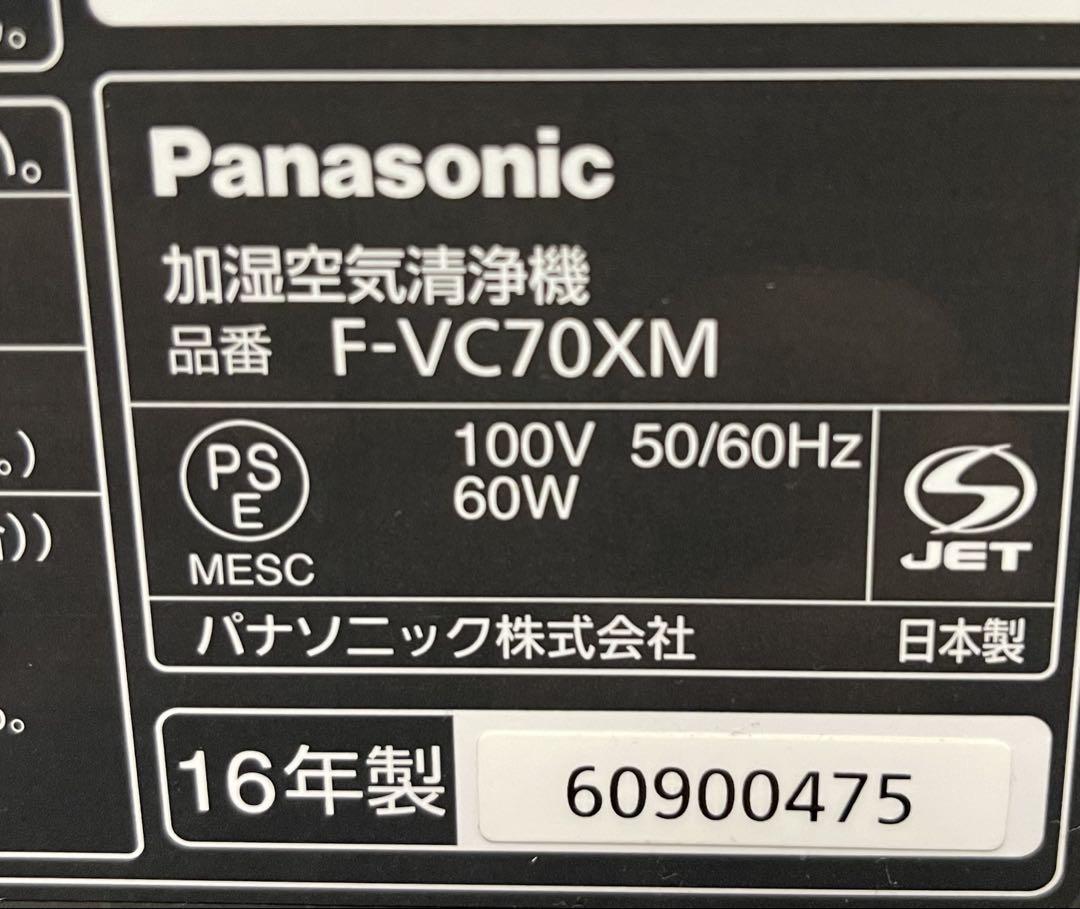 Panasonic
加湿空気清浄機
品番 F-VC70XM
PS
E
MESC
100V 50/60Hz
60W
JET
パナソニック株式会社 日本製
16年製 60900475